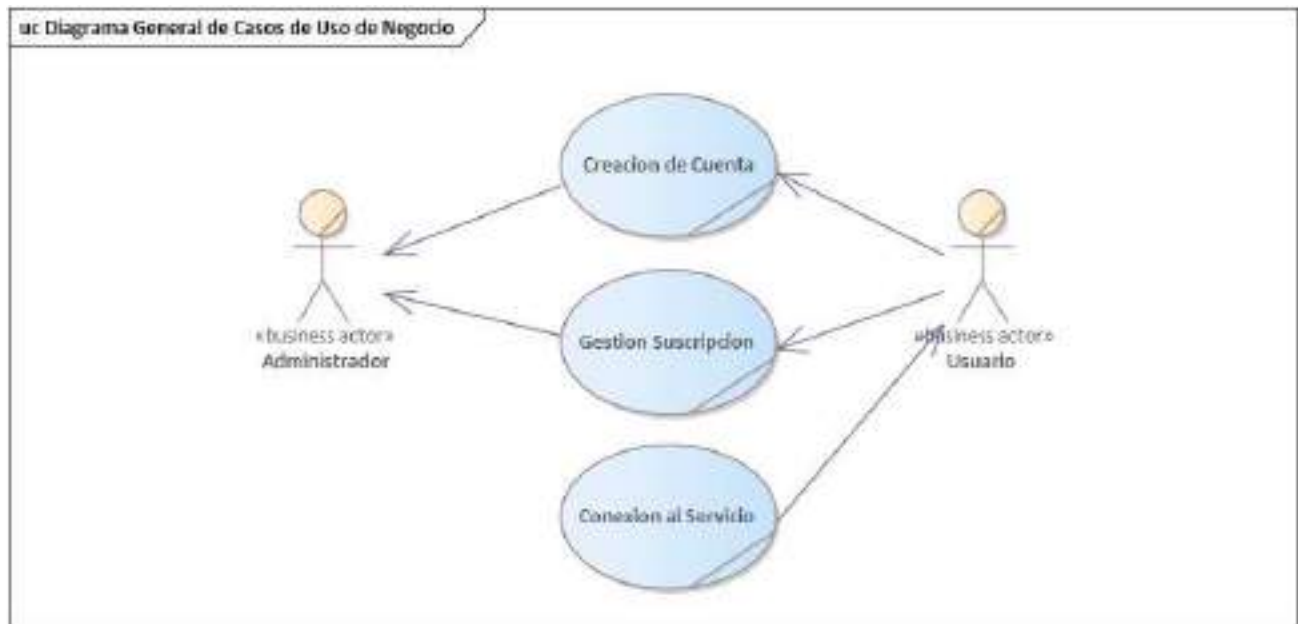 uc Diagrama General de Casos de Uso de Negocio
Creacion de Cuenta
«business actor»
Administrador
Gestion Suscripcion
«business actor»
Usuario
Conexion al Servicio